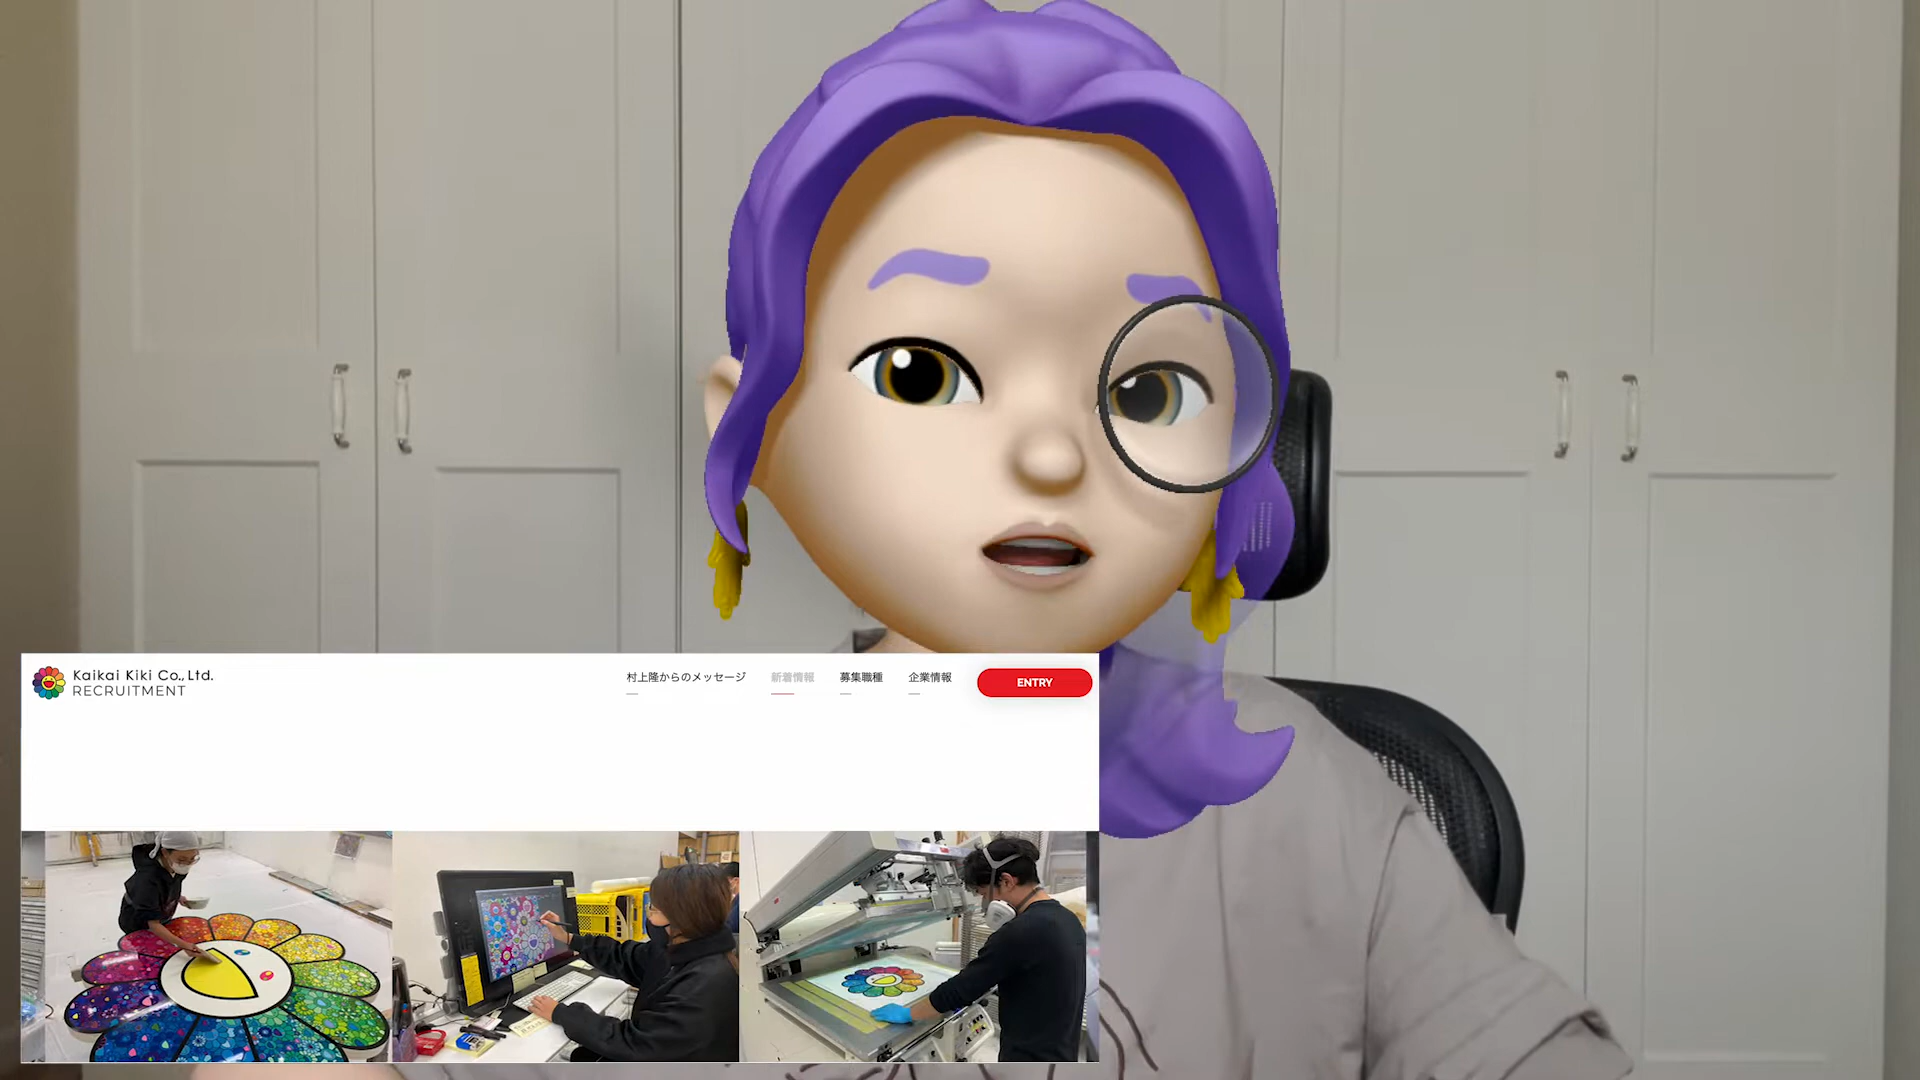 Kaikai Kiki Co., Ltd.
RECRUITMENT
村上隆からのメッセージ
新着情報
募集職種
企業情報
ENTRY